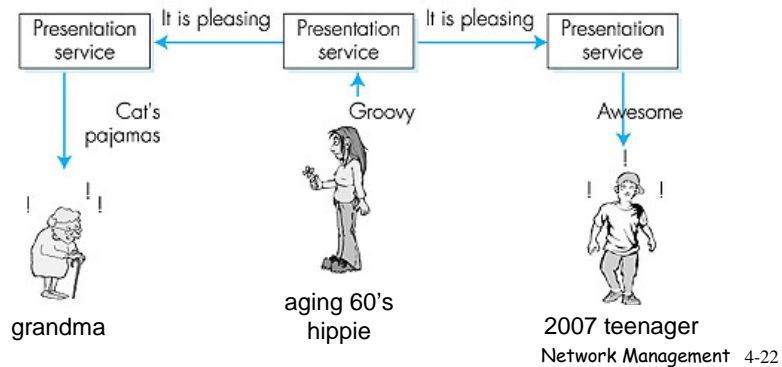 It is pleasing
It is pleasing
Presentation
service
Presentation
service
Presentation
service
Cat's
pajamas
Groovy
Awesome
!
! !
!
!
! !
grandma
aging 60's
hippie
2007 teenager
Network Management 4-22